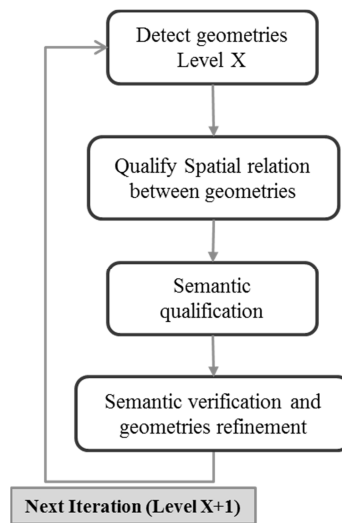 Detect geometries
Level X
Qualify Spatial relation
between geometries
Semantic
qualification
Semantic verification and
geometries refinement
Next Iteration (Level X+1)